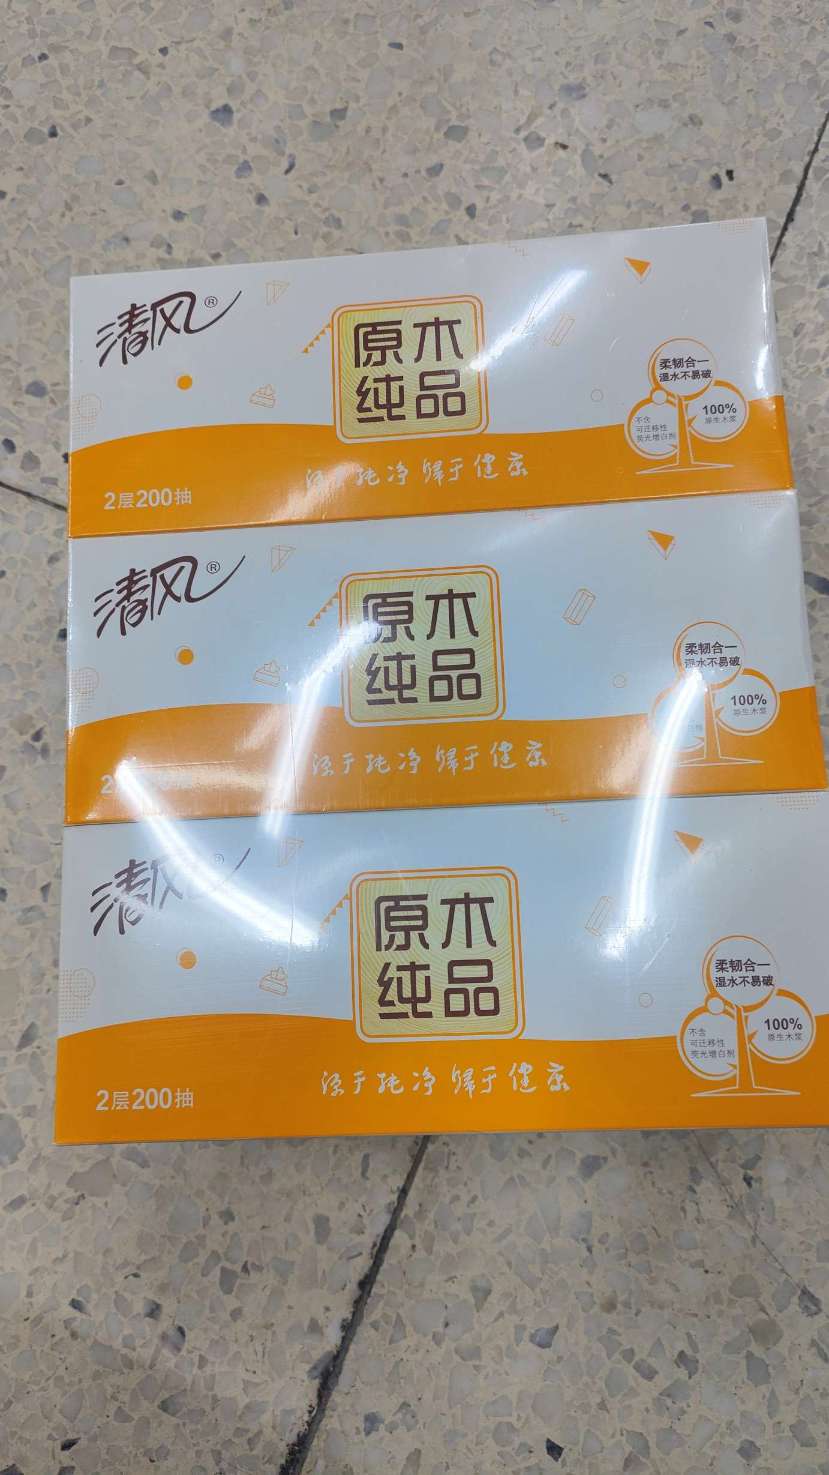 清风®
原木
纯品
柔韧合一
湿水不易破
不含
可迁移性
荧光增白剂
100%
原生木浆
源于纯净 归于健康
2层200抽
清风®
原木
纯品
柔韧合一
湿水不易破
100%
原生木浆
源于纯净 归于健康
2
清风®
原木
纯品
柔韧合一
湿水不易破
不含
可迁移性
荧光增白剂
100%
原生木浆
源于纯净 归于健康
2层200抽